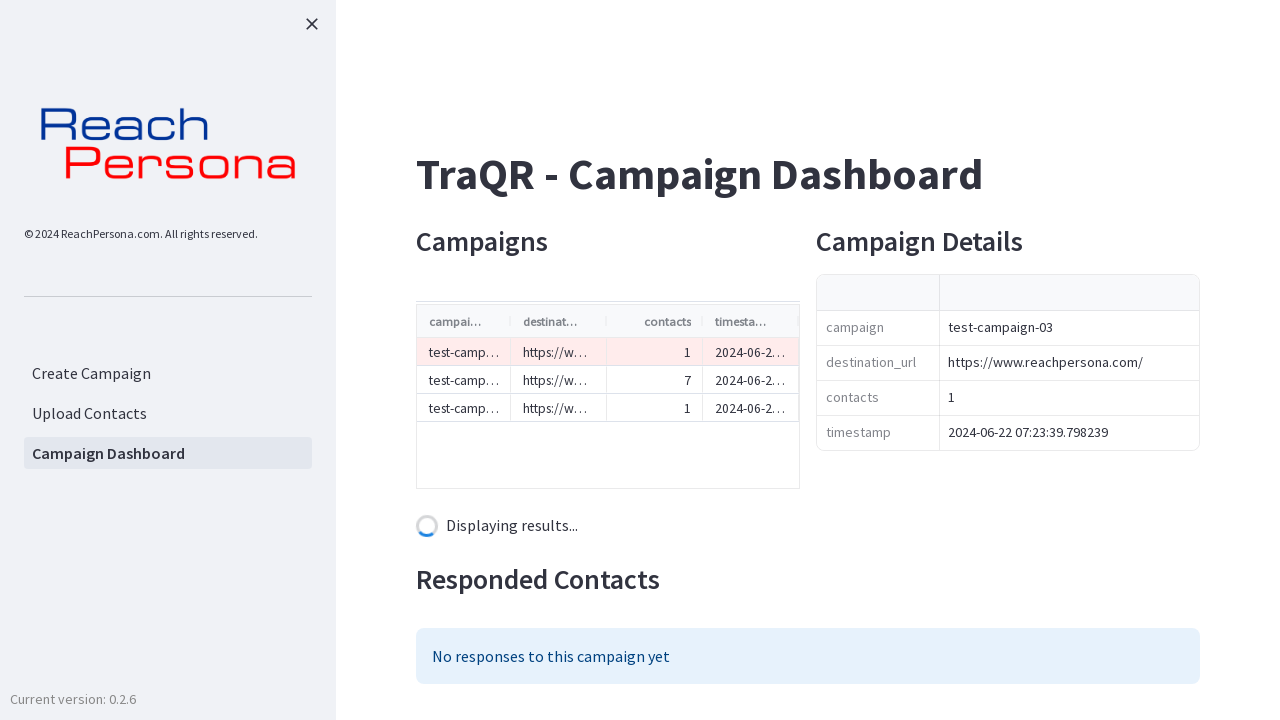 Reach
Persona
© 2024 ReachPersona.com. All rights reserved.
Create Campaign
Upload Contacts
Campaign Dashboard
Current version: 0.2.6
TraQR - Campaign Dashboard
Campaigns
campai… destinat… contacts timesta…
test-camp… https://w… 1 2024-06-2…
test-camp… https://w… 7 2024-06-2…
test-camp… https://w… 1 2024-06-2…
Campaign Details
campaign test-campaign-03
destination_url https://www.reachpersona.com/
contacts 1
timestamp 2024-06-22 07:23:39.798239
Displaying results...
Responded Contacts
No responses to this campaign yet